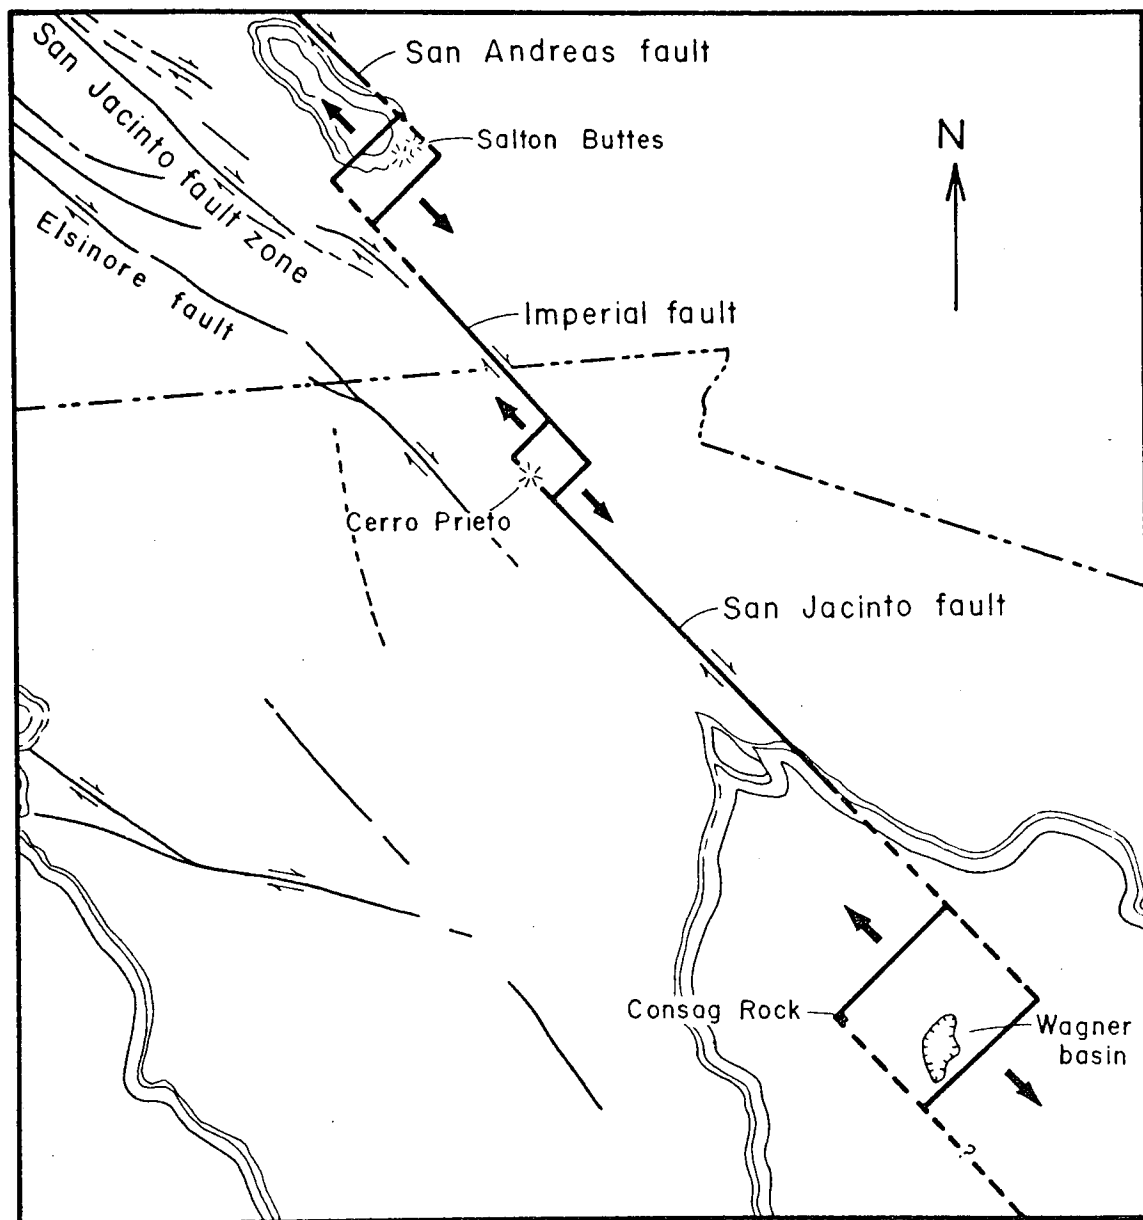 San Andreas fault
San Jacinto fault zone
Salton Buttes
N
Elsinore fault
Imperial fault
Cerro Prieto
San Jacinto fault
Consag Rock
Wagner
basin
?